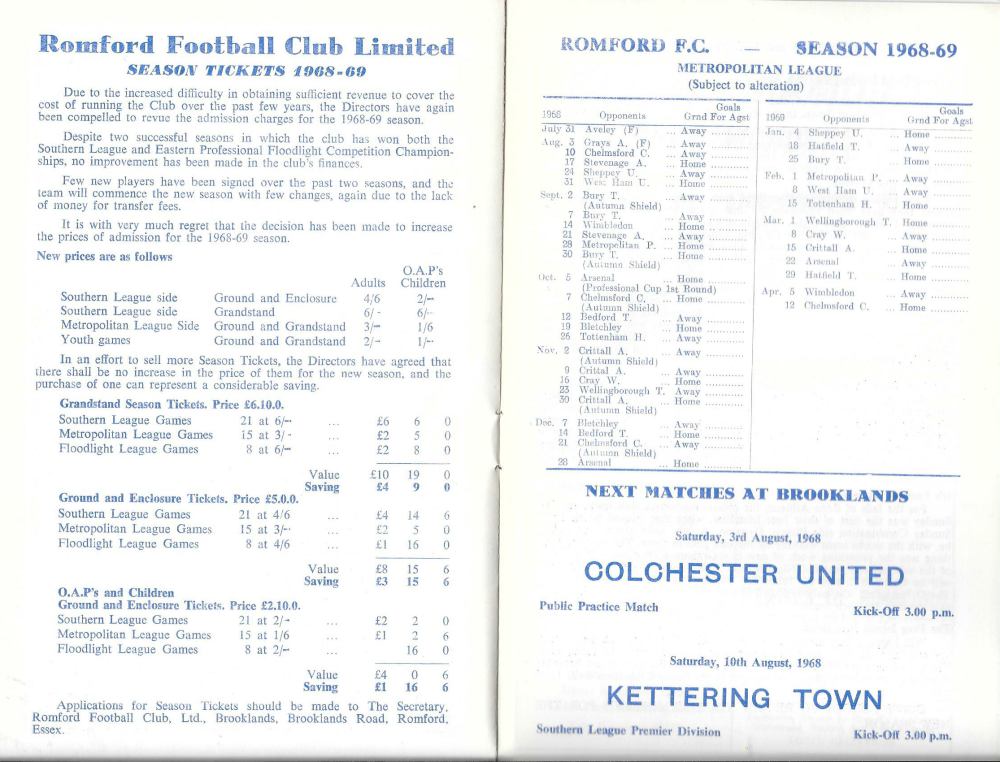 Romford Football Club Limited
SEASON TICKETS 1968-69
Due to the increased difficulty in obtaining sufficient revenue to cover the
cost of running the Club over the past few years, the Directors have again
been compelled to revue the admission charges for the 1968-69 season.
Despite two successful seasons in which the club has won both the
Southern League and Eastern Professional Floodlight Competition Champion-
ships, no improvement has been made in the club's finances.
Few new players have been signed over the past two seasons, and the
team will commence the new season with few changes, again due to the lack
of money for transfer fees.
It is with very much regret that the decision has been made to increase
the prices of admission for the 1968-69 season.
New prices are as follows
O.A.P's
Adults Children
Southern League side Ground and Enclosure 4/6 2/-
Southern League side Grandstand 6/- 6/-
Metropolitan League Side Ground and Grandstand 3/- 1/6
Youth games Ground and Grandstand 2/- 1/-
In an effort to sell more Season Tickets, the Directors have agreed that
there shall be no increase in the price of them for the new season, and the
purchase of one can represent a considerable saving.
Grandstand Season Tickets. Price £6.10.0.
Southern League Games 21 at 6/- ... £6 6 0
Metropolitan League Games 15 at 3/- ... £2 5 0
Floodlight League Games 8 at 6/- ... £2 8 0
Value £10 19 0
Saving £4 9 0
Ground and Enclosure Tickets. Price £5.0.0.
Southern League Games 21 at 4/6 ... £4 14 6
Metropolitan League Games 15 at 3/- ... £2 5 0
Floodlight League Games 8 at 4/6 ... £1 16 0
Value £8 15 6
Saving £3 15 6
O.A.P's and Children
Ground and Enclosure Tickets. Price £2.10.0.
Southern League Games 21 at 2/- ... £2 2 0
Metropolitan League Games 15 at 1/6 ... £1 2 6
Floodlight League Games 8 at 2/- ... 16 0
Value £4 0 6
Saving £1 16 6
Applications for Season Tickets should be made to The Secretary,
Romford Football Club, Ltd., Brooklands, Brooklands Road, Romford,
Essex.
ROMFORD F.C. — SEASON 1968-69
METROPOLITAN LEAGUE
(Subject to alteration)
Goals
1968 Opponents Grnd For Agst
July 31 Aveley (F) ... Away
Aug. 3 Grays A. (F) ... Away
10 Chelmsford C. ... Away
17 Stevenage A. ... Home
24 Sheppey U. ... Away
31 West Ham U. ... Home
Sept. 2 Bury T. ... Away
(Autumn Shield)
7 Bury T. ... Away
14 Wimbledon ... Home
21 Stevenage A. ... Away
28 Metropolitan P. ... Home
30 Bury T. ... Home
(Autumn Shield)
Oct. 5 Arsenal ... Home
(Professional Cup 1st Round)
7 Chelmsford C. ... Home
(Autumn Shield)
12 Bedford T. ... Away
19 Bletchley ... Home
26 Tottenham H. ... Away
Nov. 2 Crittall A. ... Away
(Autumn Shield)
9 Crittal A. ... Away
16 Cray W. ... Home
23 Wellingborough T. Away
30 Crittall A. ... Home
(Autumn Shield)
Dec. 7 Bletchley ... Away
14 Bedford T. ... Home
21 Chelmsford C. ... Away
(Autumn Shield)
28 Arsenal ... Home
Goals
1969 Opponents Grnd For Agst
Jan. 4 Sheppey U. ... Home
18 Hatfield T. ... Away
25 Bury T. ... Home
Feb. 1 Metropolitan P. ... Away
8 West Ham U. ... Away
15 Tottenham H. ... Home
Mar. 1 Wellingborough T. Home
8 Cray W. ... Away
15 Crittall A. ... Home
22 Arsenal ... Away
29 Hatfield T. ... Home
Apr. 5 Wimbledon ... Away
12 Chelmsford C. ... Home
NEXT MATCHES AT BROOKLANDS
Saturday, 3rd August, 1968
COLCHESTER UNITED
Public Practice Match Kick-Off 3.00 p.m.
Saturday, 10th August, 1968
KETTERING TOWN
Southern League Premier Division Kick-Off 3.00 p.m.